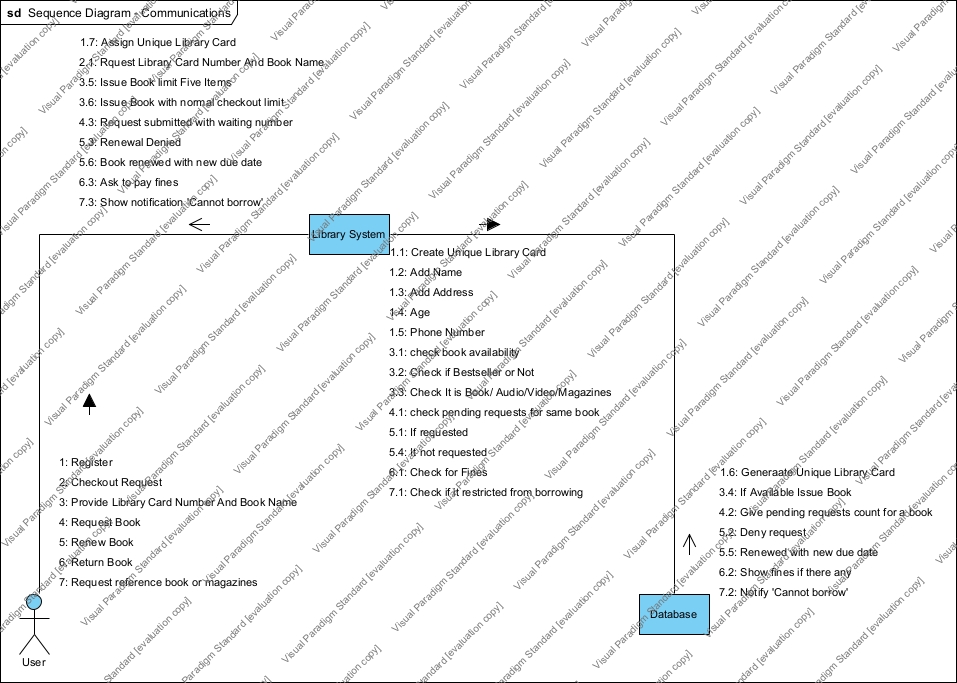 sd Sequence Diagram - Communications
1.7: Assign Unique Library Card
2.1: Rquest Library Card Number And Book Name
3.5: Issue Book limit Five Items
3.6: Issue Book with normal checkout limit
4.3: Request submitted with waiting number
5.3: Renewal Denied
5.6: Book renewed with new due date
6.3: Ask to pay fines
7.3: Show notification 'Cannot borrow'
Library System
1.1: Create Unique Library Card
1.2: Add Name
1.3: Add Address
1.4: Age
1.5: Phone Number
3.1: check book availability
3.2: Check if Bestseller or Not
3.3: Check It is Book/ Audio/Video/Magazines
4.1: check pending requests for same book
5.1: If requested
5.4: It not requested
6.1: Check for Fines
7.1: Check if it restricted from borrowing
1: Register
2: Checkout Request
3: Provide Library Card Number And Book Name
4: Request Book
5: Renew Book
6: Return Book
7: Request reference book or magazines
1.6: Generaate Unique Library Card
3.4: If Available Issue Book
4.2: Give pending requests count for a book
5.2: Deny request
5.5: Renewed with new due date
6.2: Show fines if there any
7.2: Notify 'Cannot borrow'
User
Database
Visual Paradigm Standard [evaluation copy]